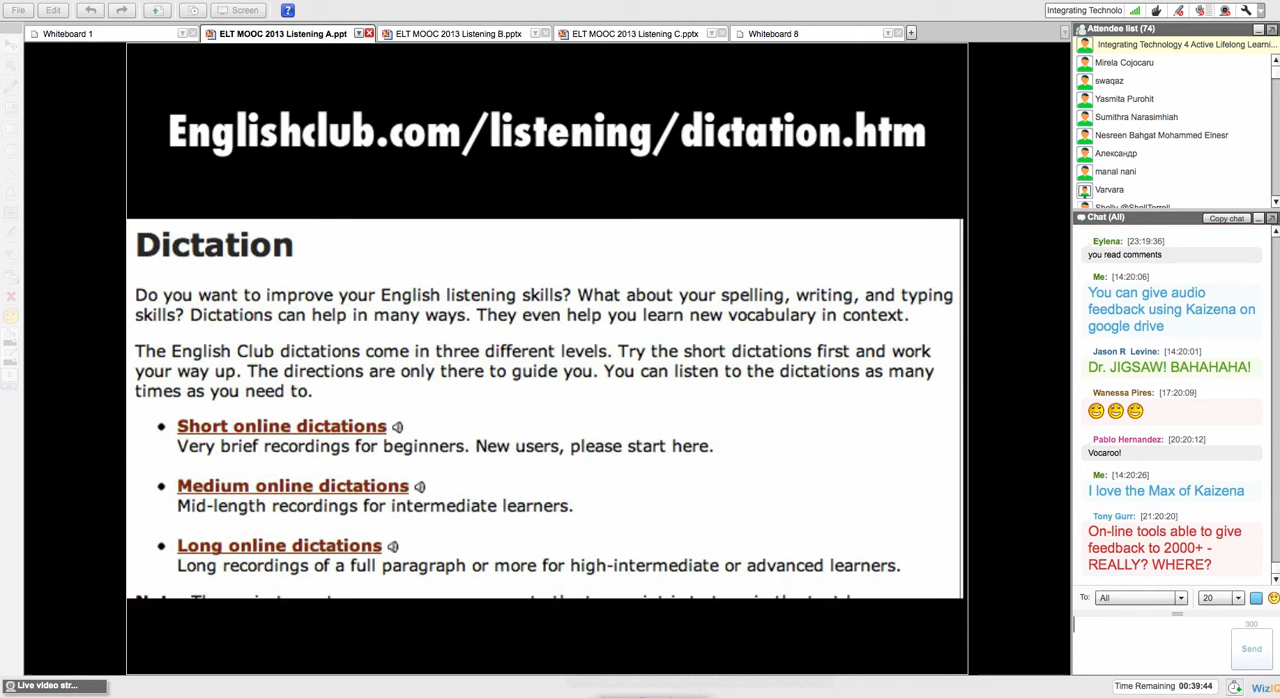 File
Edit
Screen
?
Integrating Technolo
Whiteboard 1
ELT MOOC 2013 Listening A.ppt
ELT MOOC 2013 Listening B.pptx
ELT MOOC 2013 Listening C.pptx
Whiteboard 8
Englishclub.com/listening/dictation.htm
Dictation
Do you want to improve your English listening skills? What about your spelling, writing, and typing
skills? Dictations can help in many ways. They even help you learn new vocabulary in context.
The English Club dictations come in three different levels. Try the short dictations first and work
your way up. The directions are only there to guide you. You can listen to the dictations as many
times as you need to.
Short online dictations
Very brief recordings for beginners. New users, please start here.
Medium online dictations
Mid-length recordings for intermediate learners.
Long online dictations
Long recordings of a full paragraph or more for high-intermediate or advanced learners.
Attendee list (74)
Integrating Technology 4 Active Lifelong Learni...
Mirela Cojocaru
swaqaz
Yasmita Purohit
Sumithra Narasimhiah
Nesreen Bahgat Mohammed Elnesr
Александр
manal nani
Varvara
Shelly @ShellTerrell
Chat (All)
Copy chat
Eylena: [23:19:36]
you read comments
Me: [14:20:06]
You can give audio
feedback using Kaizena on
google drive
Jason R Levine: [14:20:01]
Dr. JIGSAW! BAHAHAHA!
Wanessa Pires: [17:20:09]
Pablo Hernandez: [20:20:12]
Vocaroo!
Me: [14:20:26]
I love the Max of Kaizena
Tony Gurr: [21:20:20]
On-line tools able to give
feedback to 2000+ -
REALLY? WHERE?
To: All 20
300
Send
Live video str...
Time Remaining 00:39:44